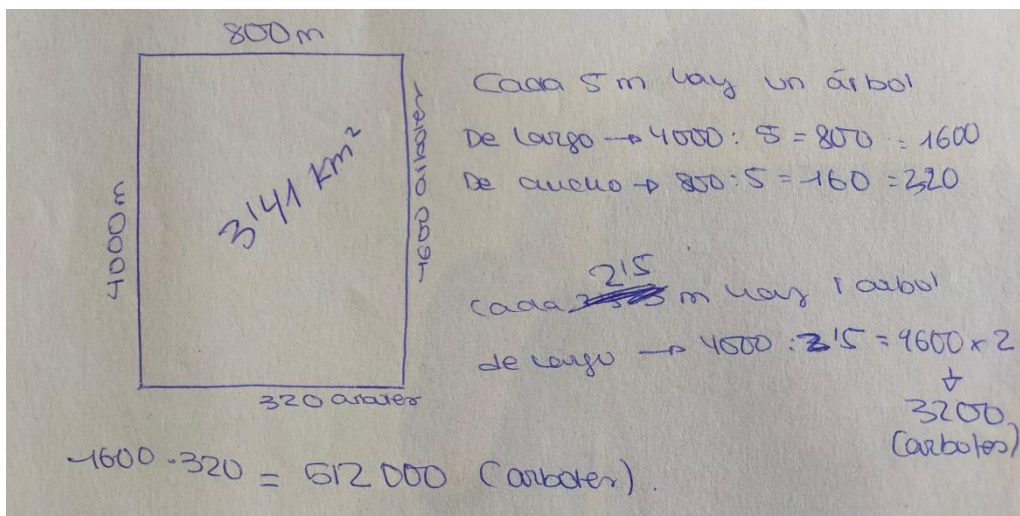 800m
4000m
3'41 km²
1600 arboles
320 arboles
Cada 5 m hay un árbol
De largo → 4000 : 5 = 800 = 1600
De ancho → 800 : 5 = 160 = 320
2'5
cada m hay 1 arbol
de largo → 4000 : 2'5 = 1600 x 2
↓
3200
(arboles)
1600 · 320 = 512 000 (arboles).